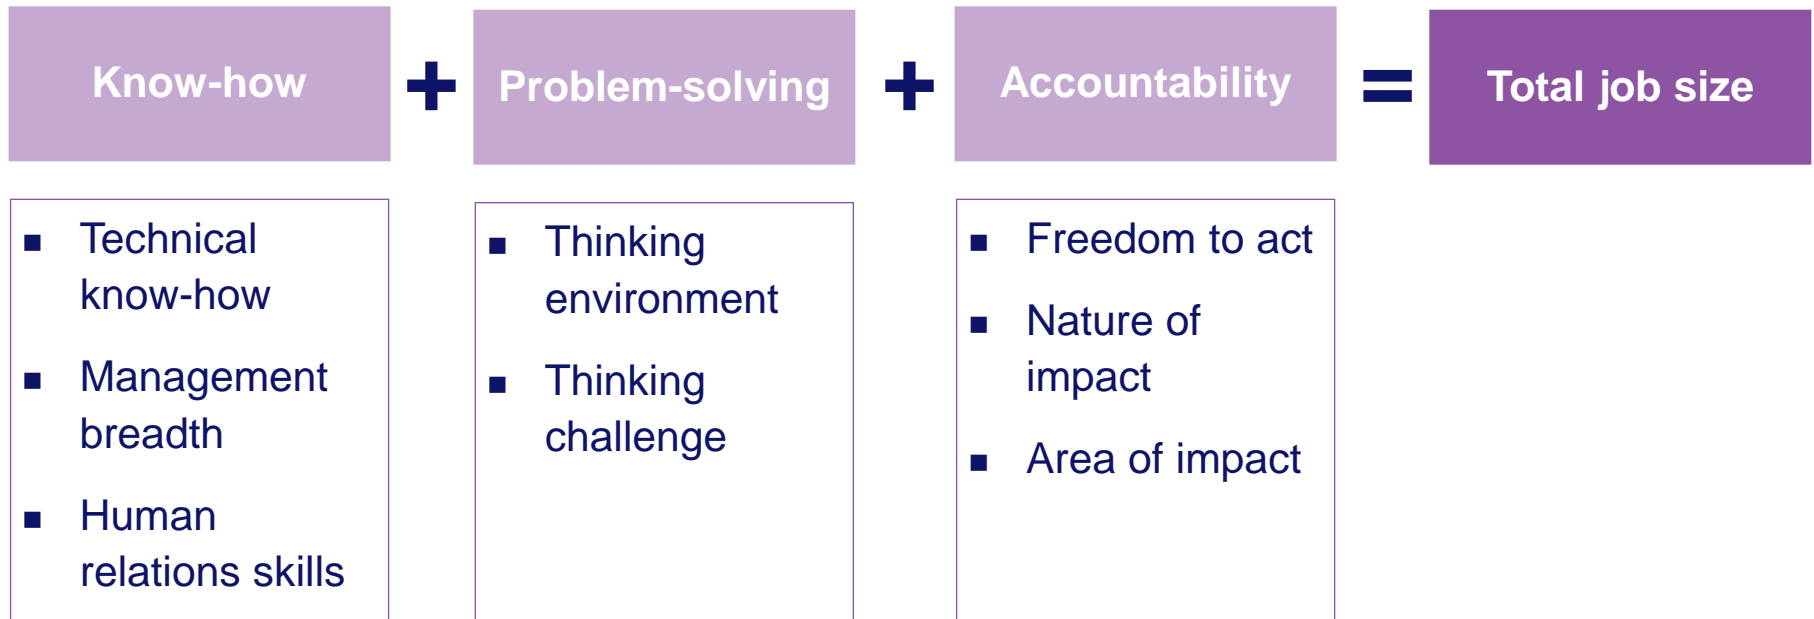 Know-how + Problem-solving + Accountability = Total job size
▪ Technical
know-how
▪ Management
breadth
▪ Human
relations skills
▪ Thinking
environment
▪ Thinking
challenge
▪ Freedom to act
▪ Nature of
impact
▪ Area of impact